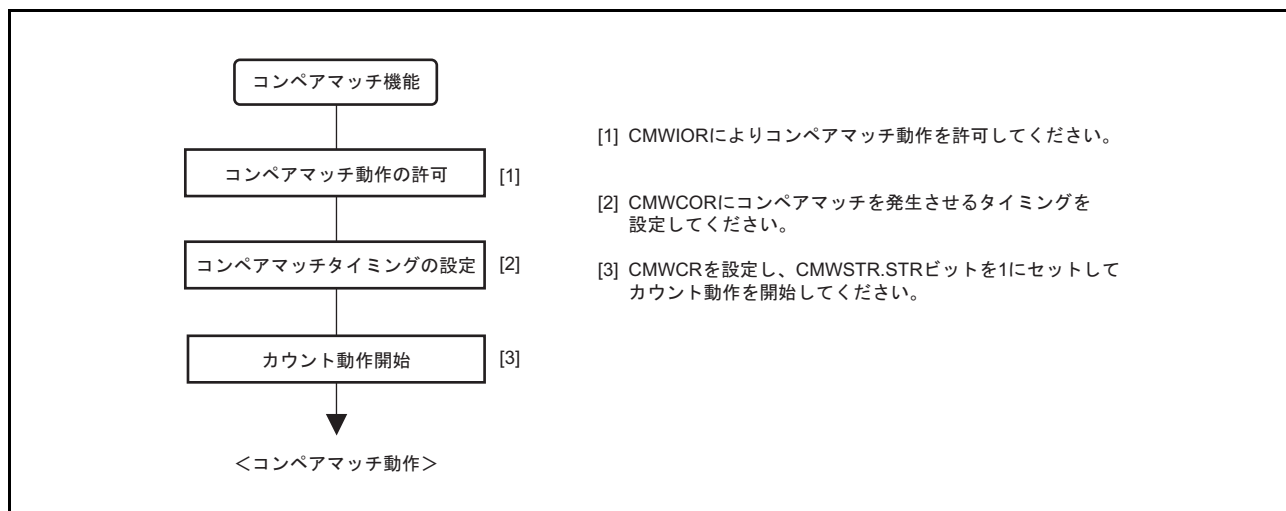 コンペアマッチ機能
コンペアマッチ動作の許可 [1]
コンペアマッチタイミングの設定 [2]
カウント動作開始 [3]
＜コンペアマッチ動作＞
[1] CMWIORによりコンペアマッチ動作を許可してください。
[2] CMWCORにコンペアマッチを発生させるタイミングを
設定してください。
[3] CMWCRを設定し、CMWSTR.STRビットを1にセットして
カウント動作を開始してください。